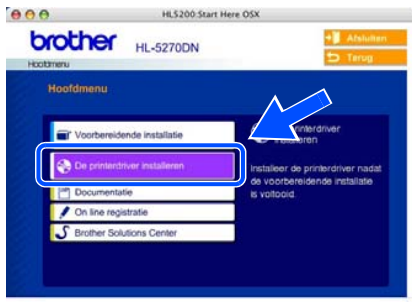 HL5200:Start Here OSX
brother HL-5270DN
Afsluiten
Terug
Hoofdmenu
Hoofdmenu
Voorbereidende installatie
De printerdriver installeren
Documentatie
On line registratie
Brother Solutions Center
Installeer de printerdriver nadat
de voorbereidende installatie
is voltooid.